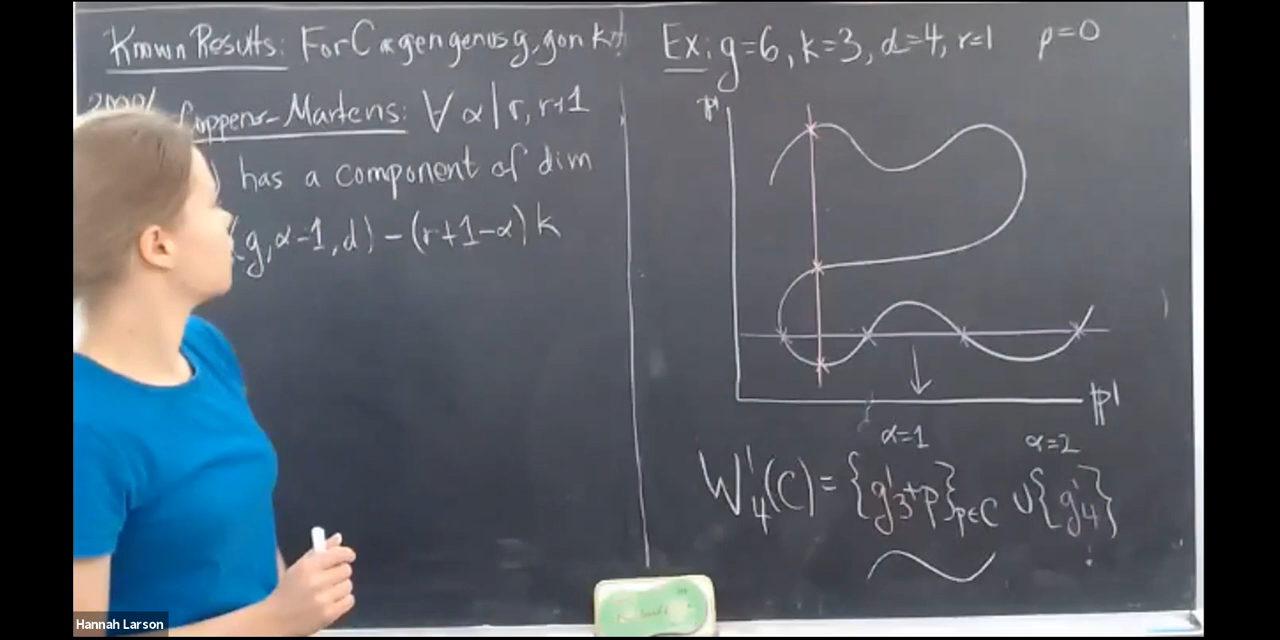 Known Results: For C a gen genus g, gon k
Coppens-Martens: ∀ α | r, r+1
has a component of dim
(g, α-1, d) - (r+1-α) k
Ex: g=6, k=3, d=4, r=1 ρ=0
P¹
P¹
α=1 α=2
W¹₄(C) = {g¹₃+p}p∈C ∪ {g¹₄}
Hannah Larson